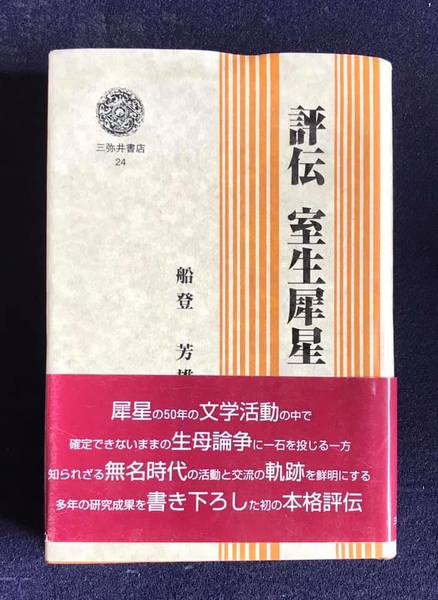 三弥井書店
24
評伝 室生犀星
船登 芳雄
犀星の50年の文学活動の中で
確定できないままの生母論争に一石を投じる一方
知られざる無名時代の活動と交流の軌跡を鮮明にする
多年の研究成果を書き下ろした初の本格評伝